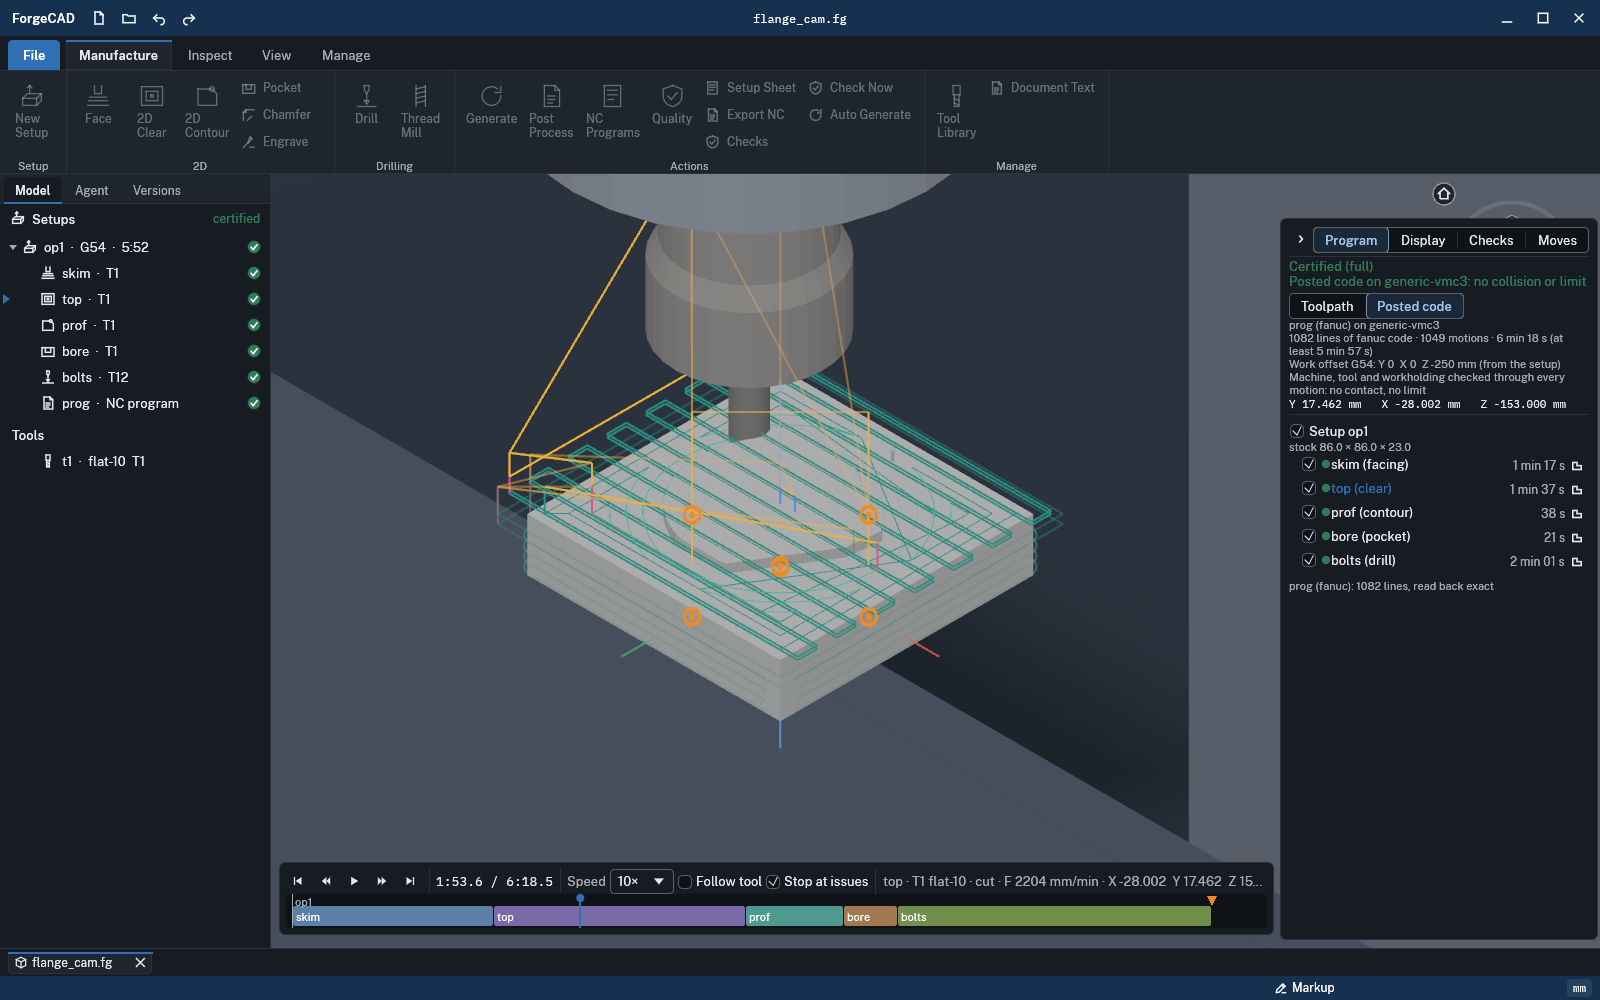 ForgeCAD
flange_cam.fg
File
Manufacture
Inspect
View
Manage
New Setup
Face
2D Clear
2D Contour
Pocket
Chamfer
Engrave
Drill
Thread Mill
Generate
Post Process
NC Programs
Quality
Setup Sheet
Export NC
Checks
Check Now
Auto Generate
Tool Library
Document Text
Setup
2D
Drilling
Actions
Manage
Model
Agent
Versions
Setups
certified
op1 · G54 · 5:52
skim · T1
top · T1
prof · T1
bore · T1
bolts · T12
prog · NC program
Tools
t1 · flat-10 T1
Program
Display
Checks
Moves
Certified (full)
Posted code on generic-vmc3: no collision or limit
Toolpath
Posted code
prog (fanuc) on generic-vmc3
1082 lines of fanuc code · 1049 motions · 6 min 18 s (at
least 5 min 57 s)
Work offset G54: Y 0 X 0 Z -250 mm (from the setup)
Machine, tool and workholding checked through every
motion: no contact, no limit
Y 17.462 mm X -28.002 mm Z -153.000 mm
Setup op1
stock 86.0 × 86.0 × 23.0
skim (facing) 1 min 17 s
top (clear) 1 min 37 s
prof (contour) 38 s
bore (pocket) 21 s
bolts (drill) 2 min 01 s
prog (fanuc): 1082 lines, read back exact
1:53.6 / 6:18.5
Speed
10×
Follow tool
Stop at issues
top · T1 flat-10 · cut · F 2204 mm/min · X -28.002 Y 17.462 Z 15...
op1
skim
top
prof
bore
bolts
flange_cam.fg
Markup
mm